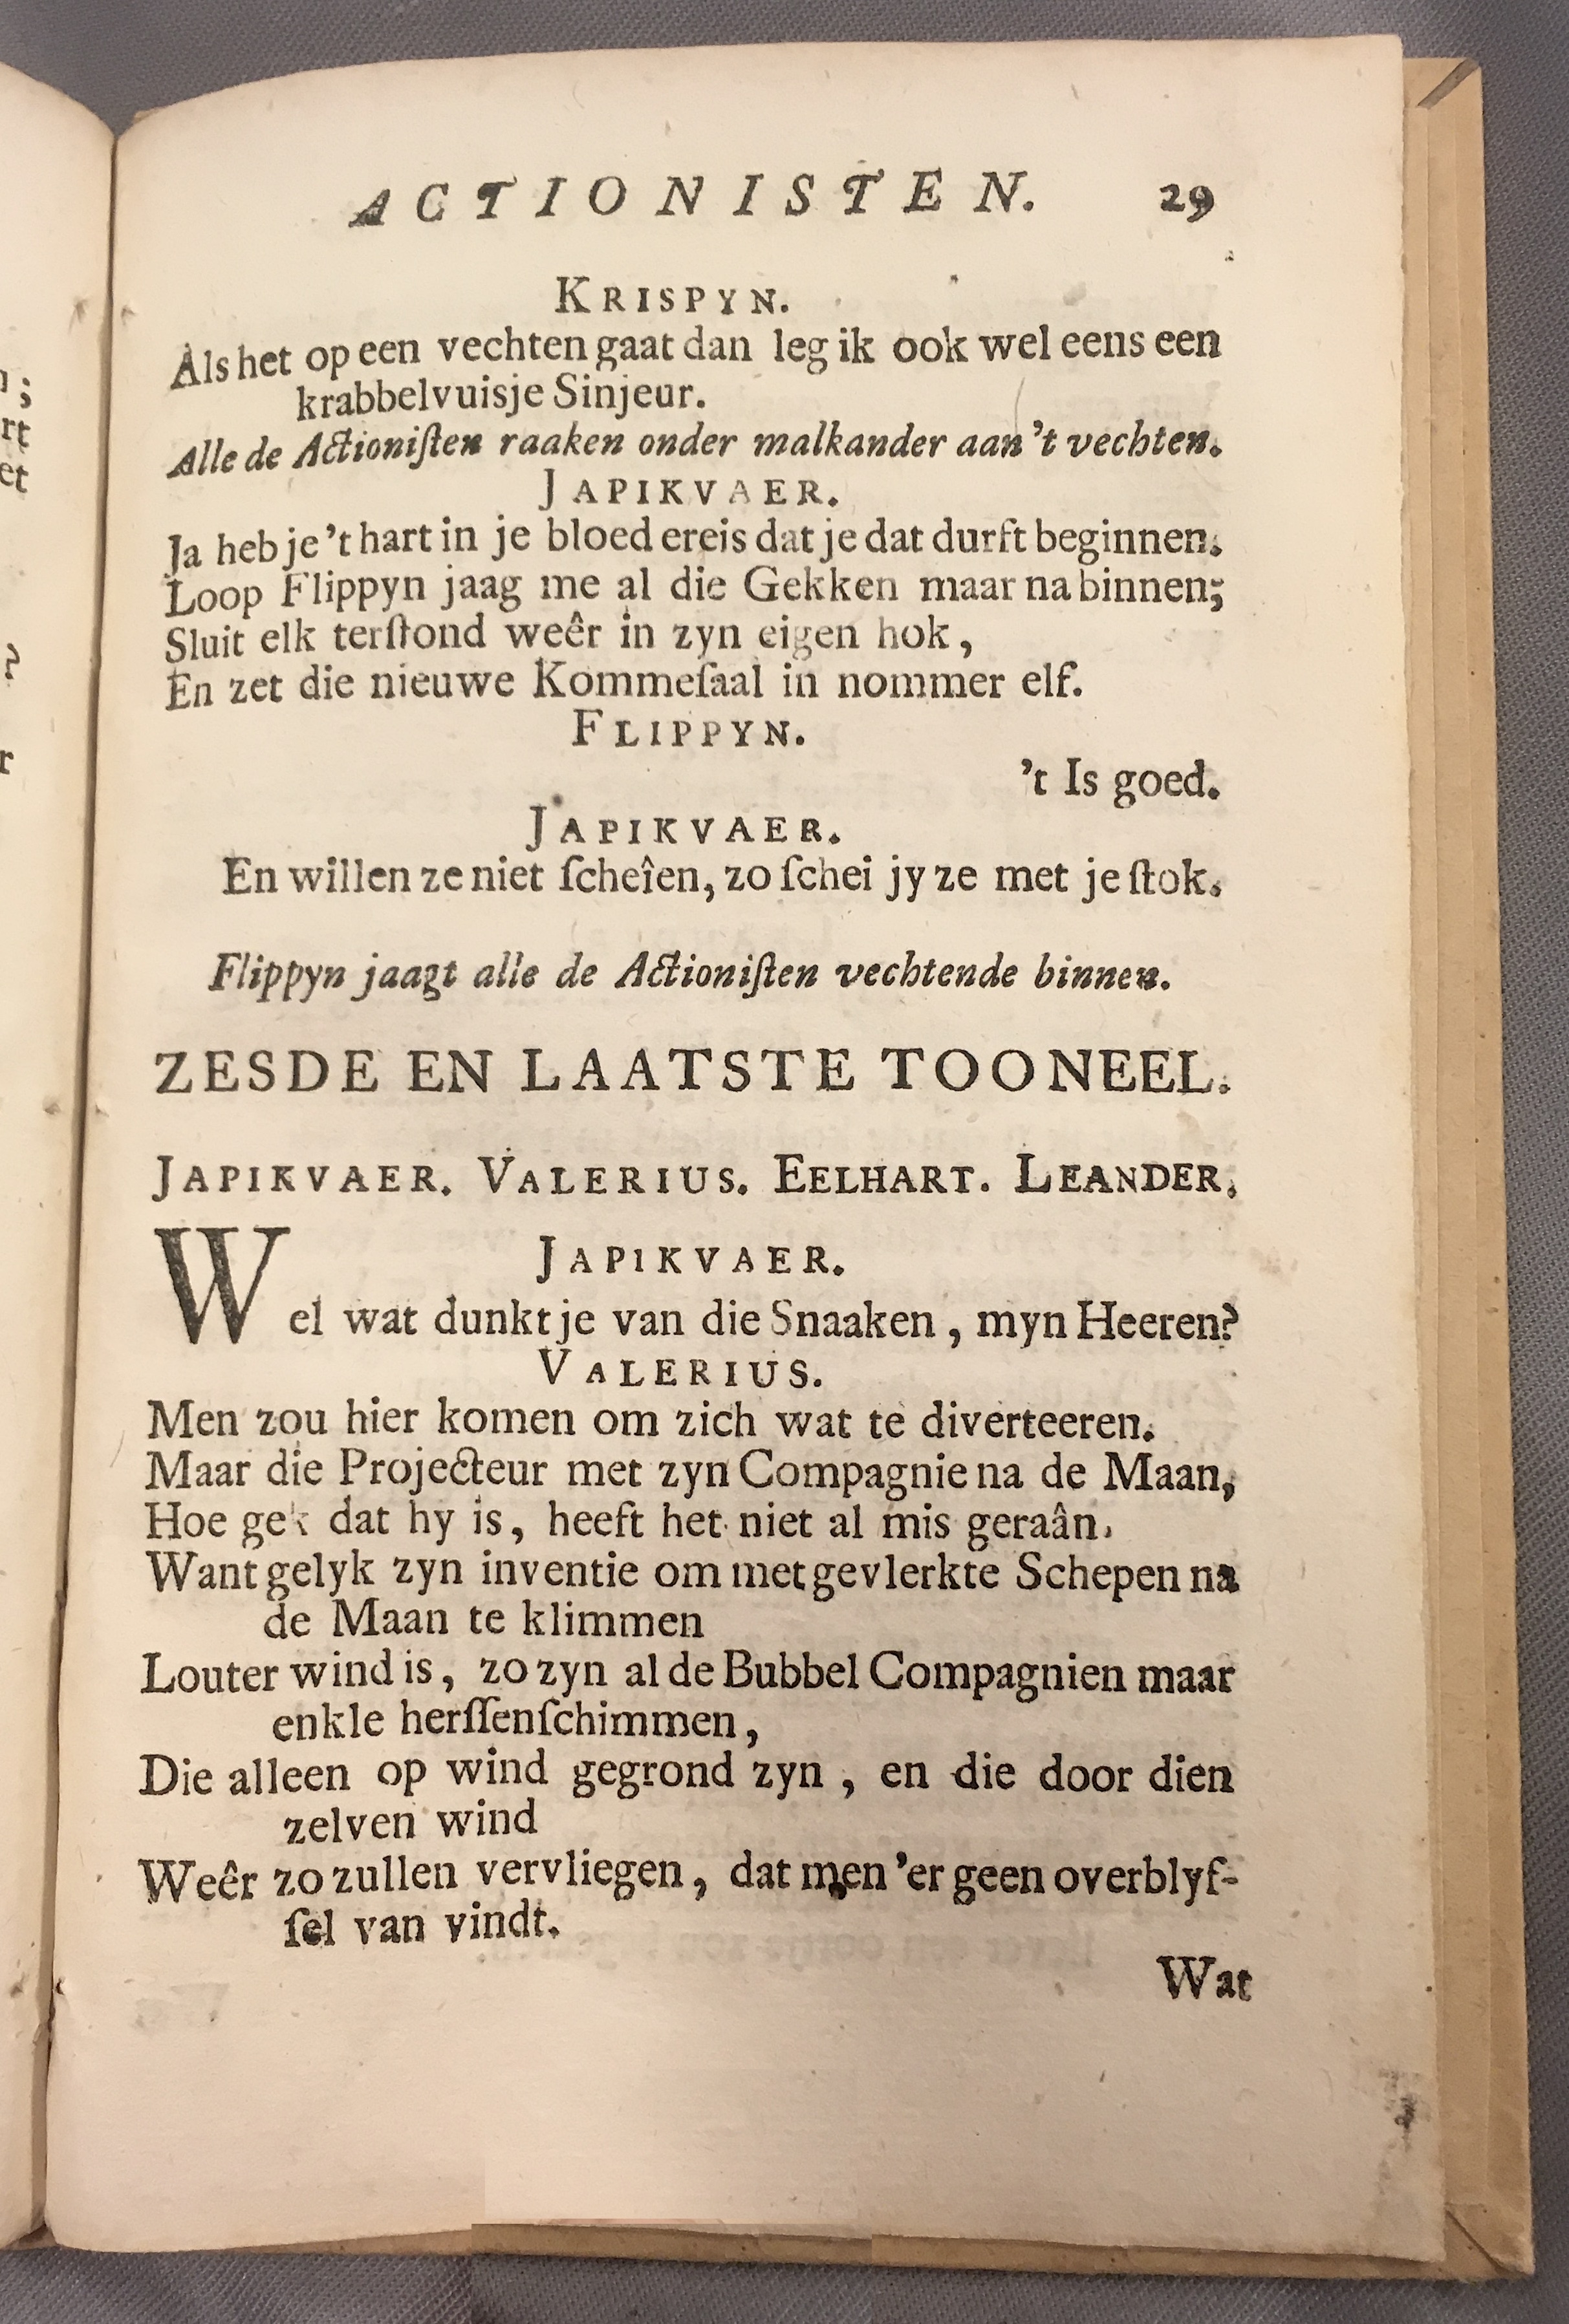 ACTIONISTEN. 29
KRISPYN.
Als het op een vechten gaat dan leg ik ook wel eens een
krabbelvuisje Sinjeur.
Alle de Actioniſten raaken onder malkander aan 't vechten.
JAPIKVAER.
Ja heb je 't hart in je bloed ereis dat je dat durft beginnen.
Loop Flippyn jaag me al die Gekken maar na binnen;
Sluit elk terſtond weêr in zyn eigen hok,
En zet die nieuwe Kommeſaal in nommer elf.
FLIPPYN.
't Is goed.
JAPIKVAER.
En willen ze niet ſcheîen, zo ſchei jy ze met je ſtok.
Flippyn jaagt alle de Actioniſten vechtende binnen.
ZESDE EN LAATSTE TOONEEL.
JAPIKVAER. VALERIUS. EELHART. LEANDER.
JAPIKVAER.
Wel wat dunkt je van die Snaaken, myn Heeren?
VALERIUS.
Men zou hier komen om zich wat te diverteeren.
Maar die Projecteur met zyn Compagnie na de Maan,
Hoe gek dat hy is, heeft het niet al mis geraân.
Want gelyk zyn inventie om met gevlerkte Schepen na
de Maan te klimmen
Louter wind is, zo zyn al de Bubbel Compagnien maar
enkle herſſenſchimmen,
Die alleen op wind gegrond zyn, en die door dien
zelven wind
Weêr zo zullen vervliegen, dat men 'er geen overblyf-
ſel van vindt.
Wat